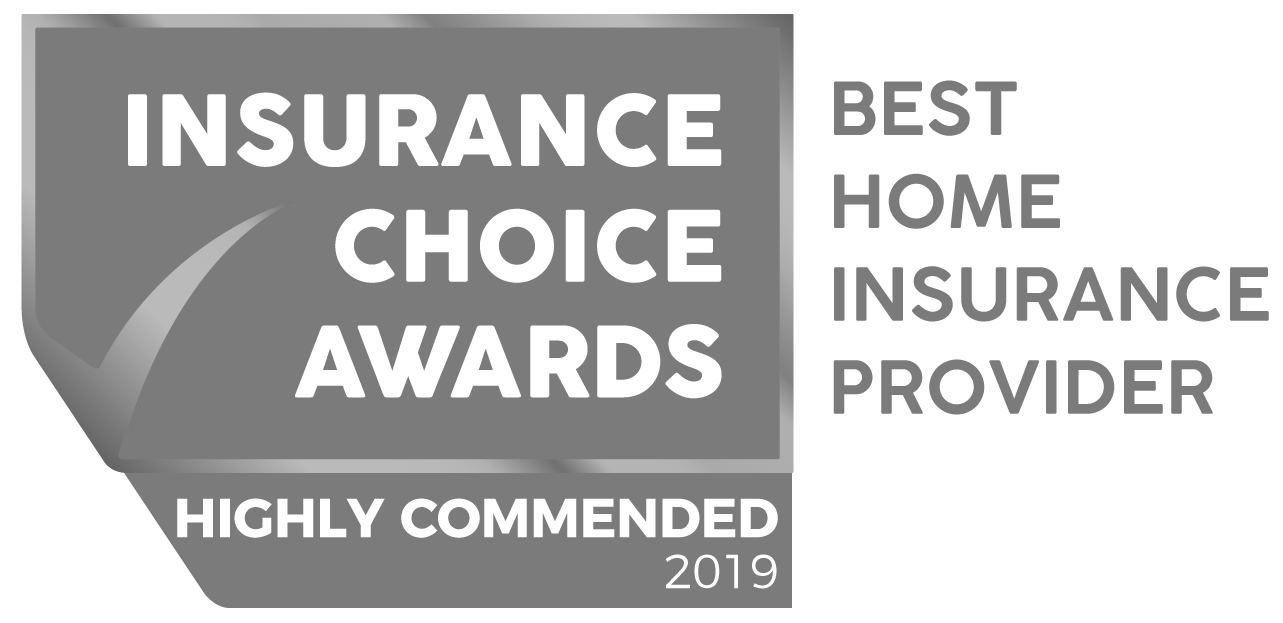 INSURANCE
CHOICE
AWARDS
HIGHLY COMMENDED
2019
BEST
HOME
INSURANCE
PROVIDER